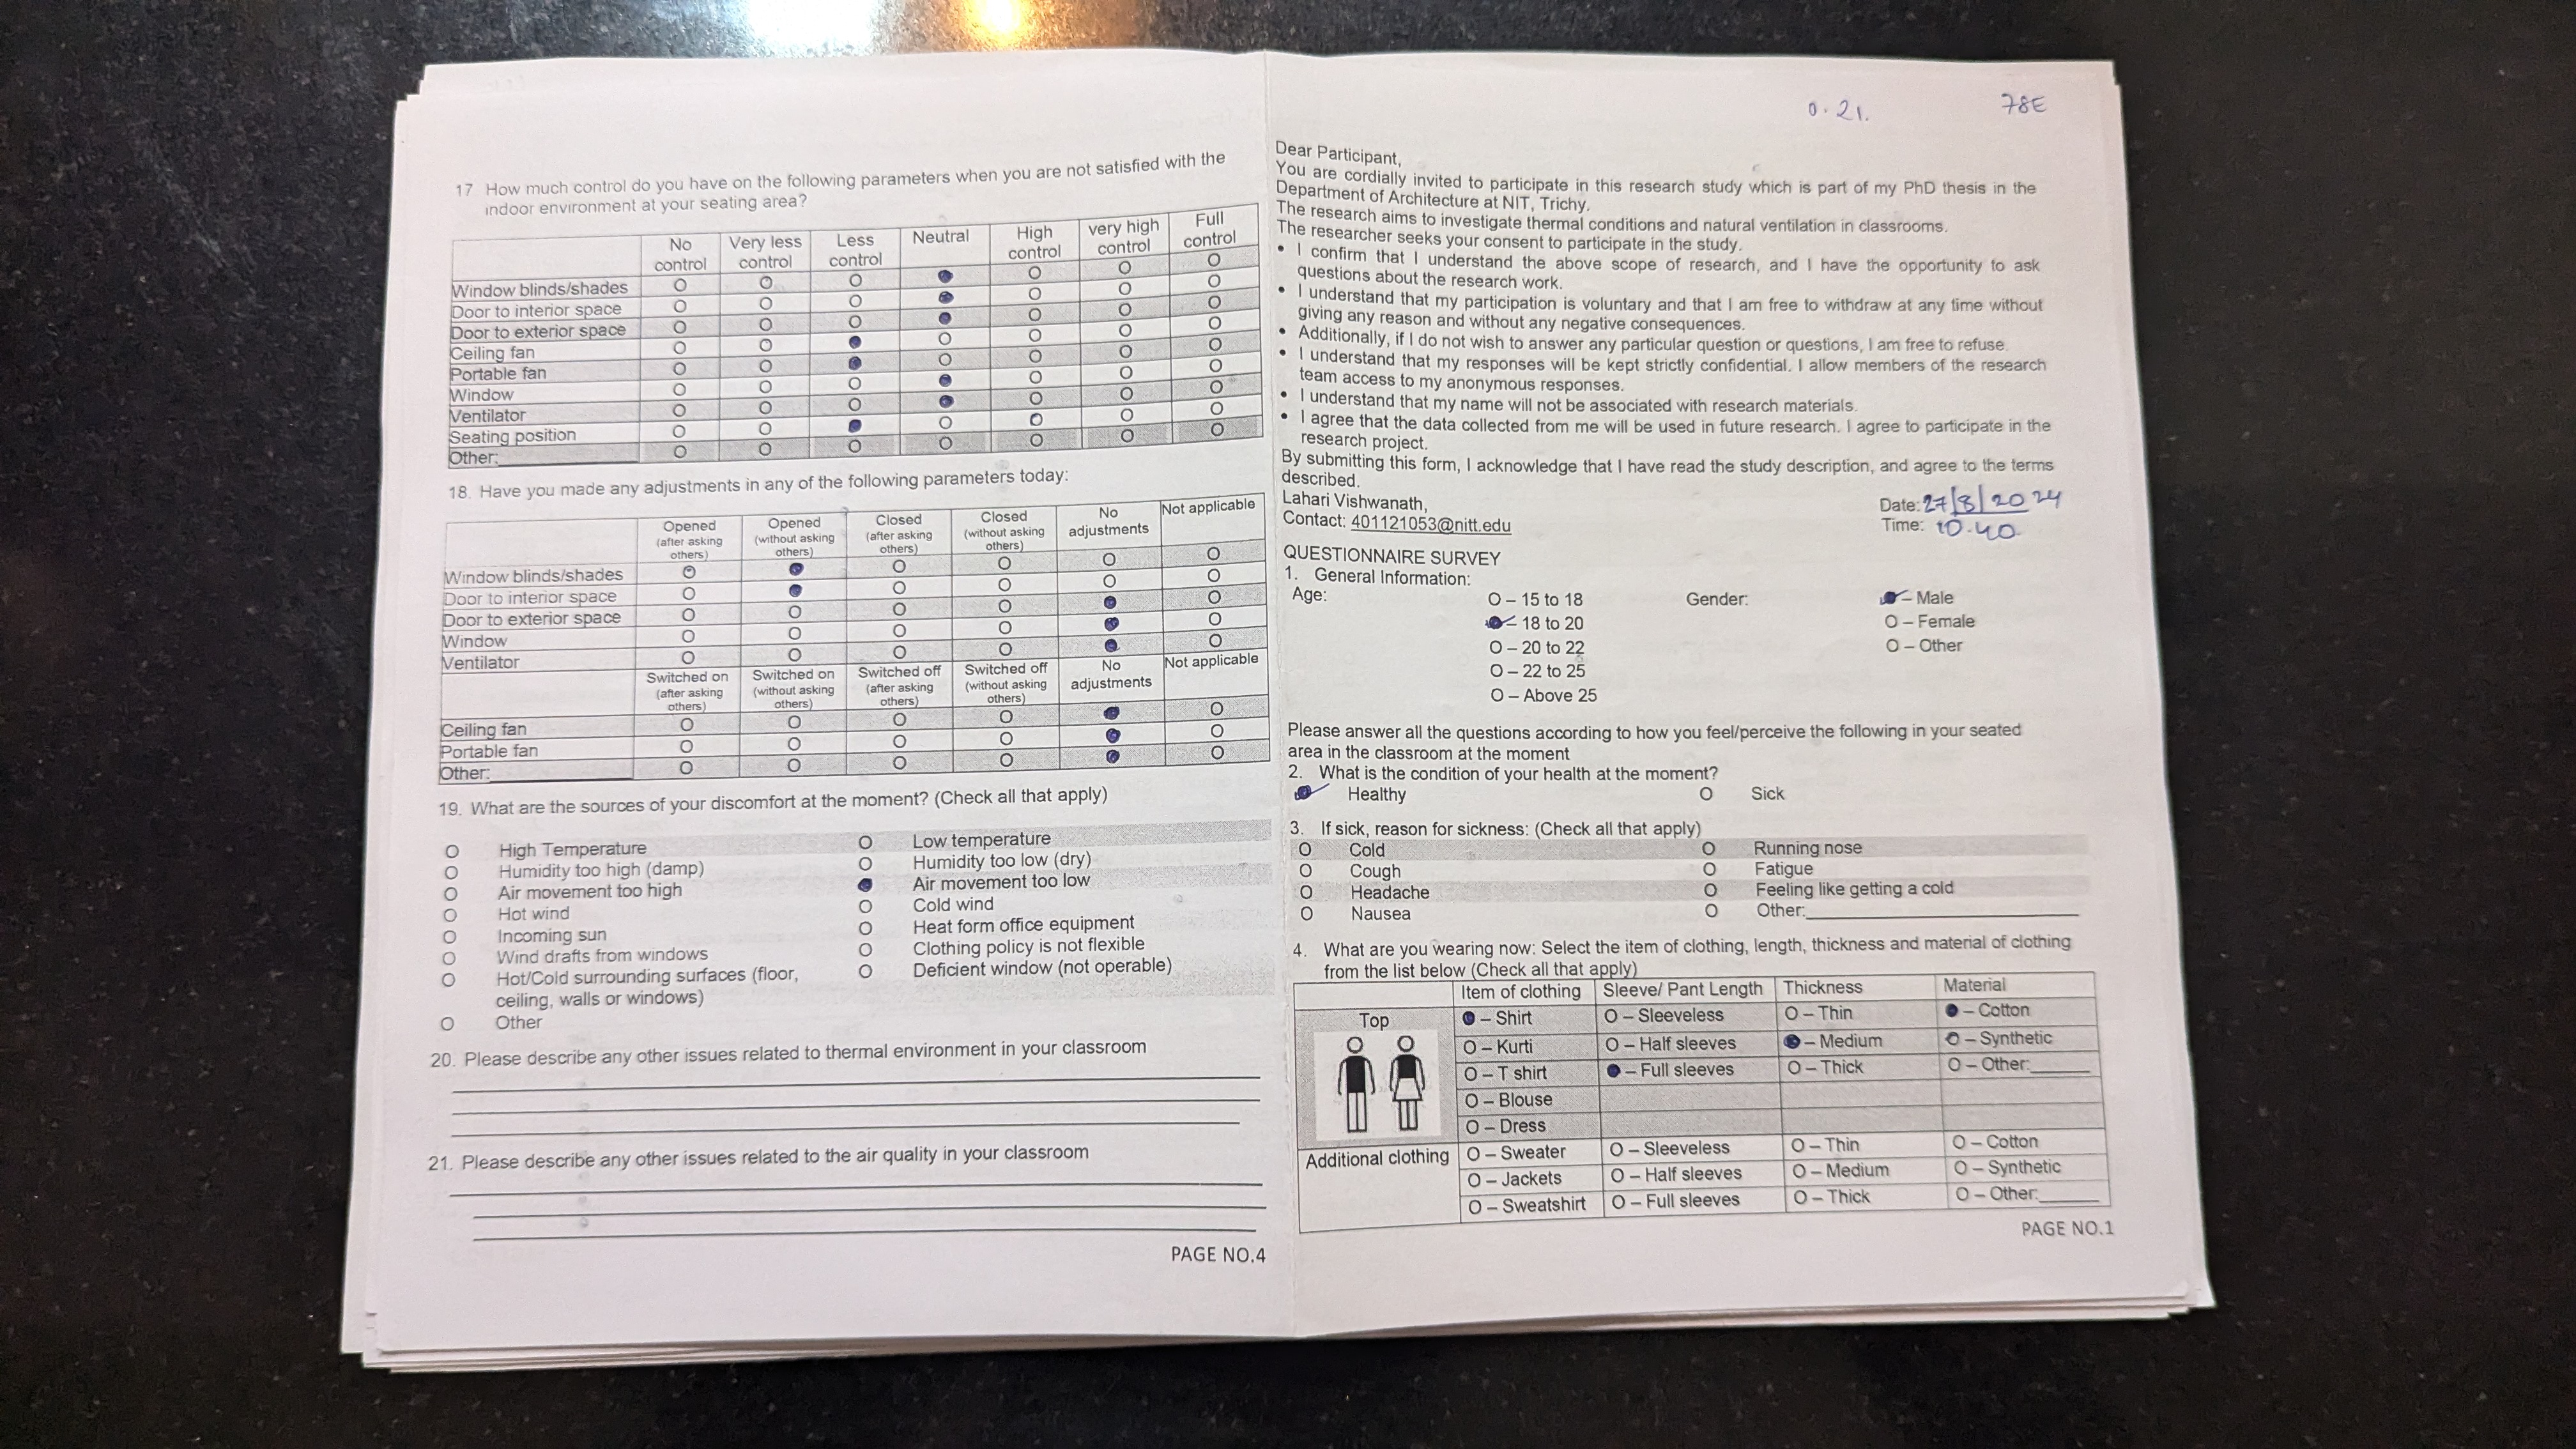 17 How much control do you have on the following parameters when you are not satisfied with the
indoor environment at your seating area?
No control Very less control Less control Neutral High control very high control Full control
Window blinds/shades O O O ● O O O
Door to interior space O O O ● O O O
Door to exterior space O O O ● O O O
Ceiling fan O O ● O O O O
Portable fan O O ● O O O O
Window O O O ● O O O
Ventilator O O O ● O O O
Seating position O O ● O O O O
Other:________ O O O O O O O
18. Have you made any adjustments in any of the following parameters today:
Opened (after asking others) Opened (without asking others) Closed (after asking others) Closed (without asking others) No adjustments Not applicable
Window blinds/shades O ● O O O O
Door to interior space O ● O O O O
Door to exterior space O O O O ● O
Window O O O O ● O
Ventilator O O O O ● O
Switched on (after asking others) Switched on (without asking others) Switched off (after asking others) Switched off (without asking others) No adjustments Not applicable
Ceiling fan O O O O ● O
Portable fan O O O O ● O
Other:________ O O O O ● O
19. What are the sources of your discomfort at the moment? (Check all that apply)
O High Temperature O Low temperature
O Humidity too high (damp) O Humidity too low (dry)
O Air movement too high ● Air movement too low
O Hot wind O Cold wind
O Incoming sun O Heat form office equipment
O Wind drafts from windows O Clothing policy is not flexible
O Hot/Cold surrounding surfaces (floor, O Deficient window (not operable)
ceiling, walls or windows)
O Other
20. Please describe any other issues related to thermal environment in your classroom
21. Please describe any other issues related to the air quality in your classroom
PAGE NO.4
0.21. 78E
Dear Participant,
You are cordially invited to participate in this research study which is part of my PhD thesis in the
Department of Architecture at NIT, Trichy.
The research aims to investigate thermal conditions and natural ventilation in classrooms.
The researcher seeks your consent to participate in the study.
• I confirm that I understand the above scope of research, and I have the opportunity to ask
questions about the research work.
• I understand that my participation is voluntary and that I am free to withdraw at any time without
giving any reason and without any negative consequences.
• Additionally, if I do not wish to answer any particular question or questions, I am free to refuse.
• I understand that my responses will be kept strictly confidential. I allow members of the research
team access to my anonymous responses.
• I understand that my name will not be associated with research materials.
• I agree that the data collected from me will be used in future research. I agree to participate in the
research project.
By submitting this form, I acknowledge that I have read the study description, and agree to the terms
described.
Lahari Vishwanath, Date: 27/8/2024
Contact: 401121053@nitt.edu Time: 10.40
QUESTIONNAIRE SURVEY
1. General Information:
Age: O – 15 to 18 Gender: ● – Male
● – 18 to 20 O – Female
O – 20 to 22 O – Other
O – 22 to 25
O – Above 25
Please answer all the questions according to how you feel/perceive the following in your seated
area in the classroom at the moment
2. What is the condition of your health at the moment?
● Healthy O Sick
3. If sick, reason for sickness: (Check all that apply)
O Cold O Running nose
O Cough O Fatigue
O Headache O Feeling like getting a cold
O Nausea O Other:________
4. What are you wearing now: Select the item of clothing, length, thickness and material of clothing
from the list below (Check all that apply)
Item of clothing Sleeve/ Pant Length Thickness Material
Top ● – Shirt O – Sleeveless O – Thin ● – Cotton
O – Kurti O – Half sleeves ● – Medium O – Synthetic
O – T shirt ● – Full sleeves O – Thick O – Other:____
O – Blouse
O – Dress
Additional clothing O – Sweater O – Sleeveless O – Thin O – Cotton
O – Jackets O – Half sleeves O – Medium O – Synthetic
O – Sweatshirt O – Full sleeves O – Thick O – Other:____
PAGE NO.1